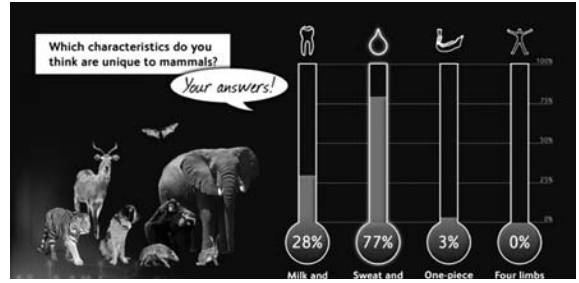 Which characteristics do you
think are unique to mammals?
Your answers!
100%
75%
50%
25%
0%
28%
77%
3%
0%
Milk and
Sweat and
One-piece
Four limbs